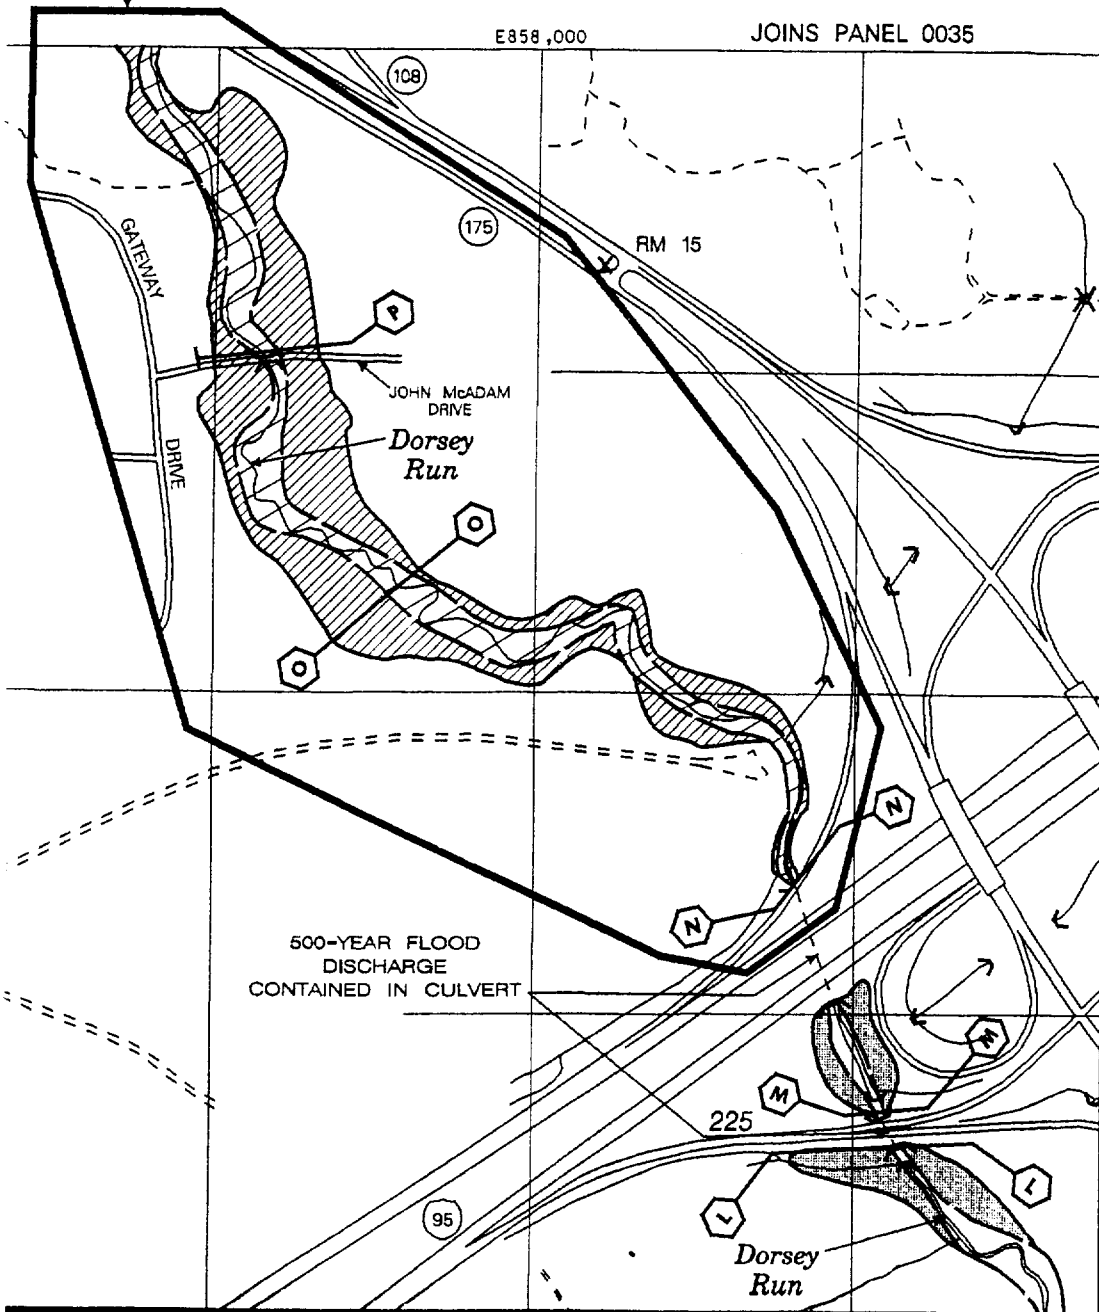 E858,000
JOINS PANEL 0035
108
175
RM 15
GATEWAY
DRIVE
P
JOHN McADAM
DRIVE
Dorsey
Run
O
O
N
N
500-YEAR FLOOD
DISCHARGE
CONTAINED IN CULVERT
M
M
225
L
L
95
Dorsey
Run